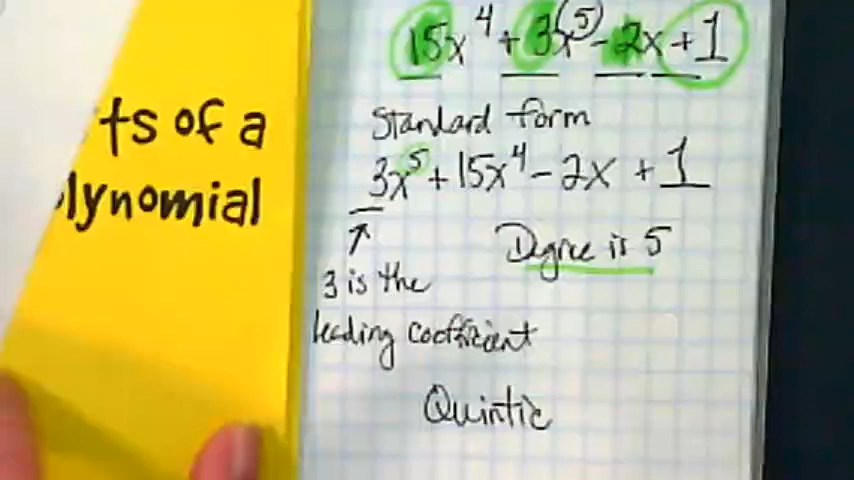 15x⁴ + 3x⁵ - 2x + 1
ts of a
lynomial
Standard form
3x⁵ + 15x⁴ - 2x + 1
Degree is 5
3 is the
leading coefficient
Quintic